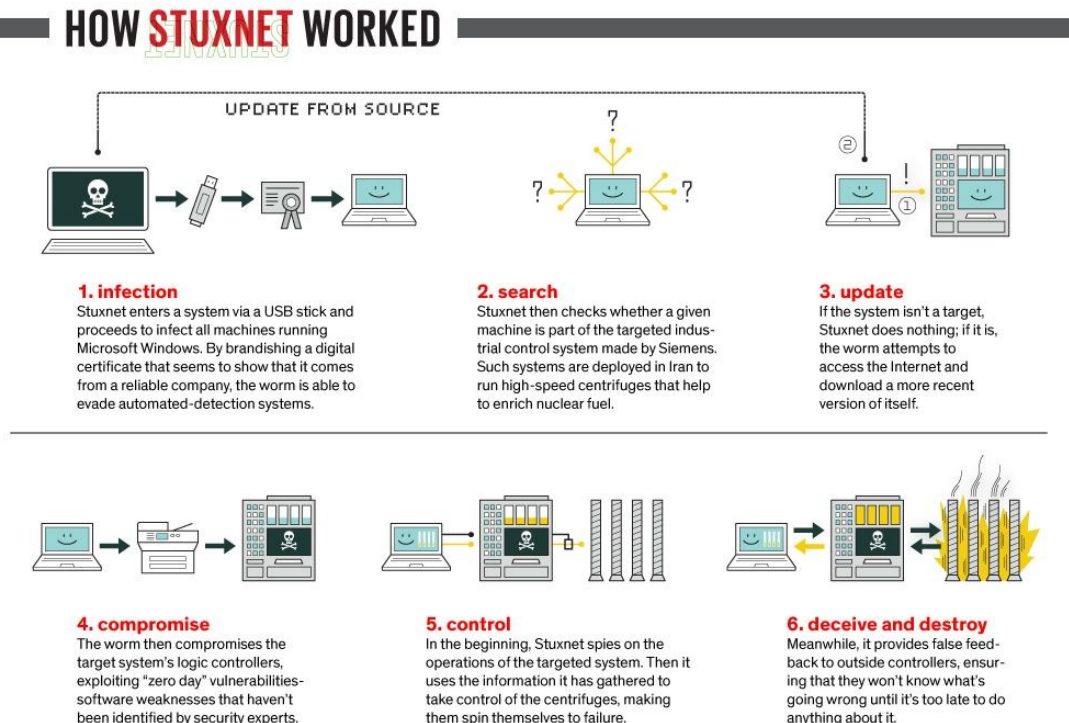 HOW STUXNET WORKED
STUXNET
UPDATE FROM SOURCE
?
?
?
2
!
1
1. infection
Stuxnet enters a system via a USB stick and
proceeds to infect all machines running
Microsoft Windows. By brandishing a digital
certificate that seems to show that it comes
from a reliable company, the worm is able to
evade automated-detection systems.
2. search
Stuxnet then checks whether a given
machine is part of the targeted indus-
trial control system made by Siemens.
Such systems are deployed in Iran to
run high-speed centrifuges that help
to enrich nuclear fuel.
3. update
If the system isn't a target,
Stuxnet does nothing; if it is,
the worm attempts to
access the Internet and
download a more recent
version of itself.
4. compromise
The worm then compromises the
target system's logic controllers,
exploiting "zero day" vulnerabilities-
software weaknesses that haven't
been identified by security experts.
5. control
In the beginning, Stuxnet spies on the
operations of the targeted system. Then it
uses the information it has gathered to
take control of the centrifuges, making
them spin themselves to failure.
6. deceive and destroy
Meanwhile, it provides false feed-
back to outside controllers, ensur-
ing that they won't know what's
going wrong until it's too late to do
anything about it.